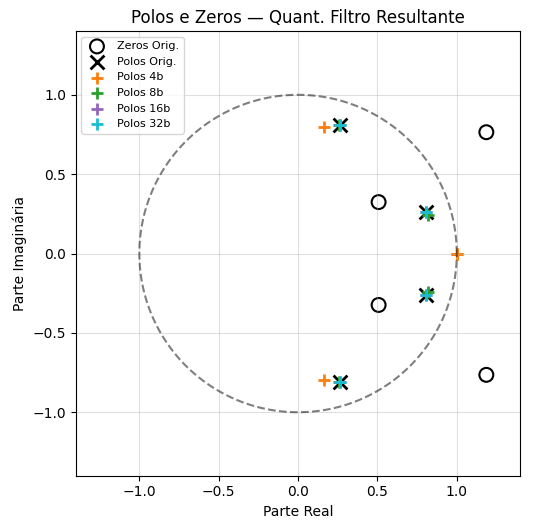 Polos e Zeros — Quant. Filtro Resultante
Zeros Orig.
Polos Orig.
Polos 4b
Polos 8b
Polos 16b
Polos 32b
1.0
0.5
0.0
−0.5
−1.0
Parte Imaginária
−1.0 −0.5 0.0 0.5 1.0
Parte Real